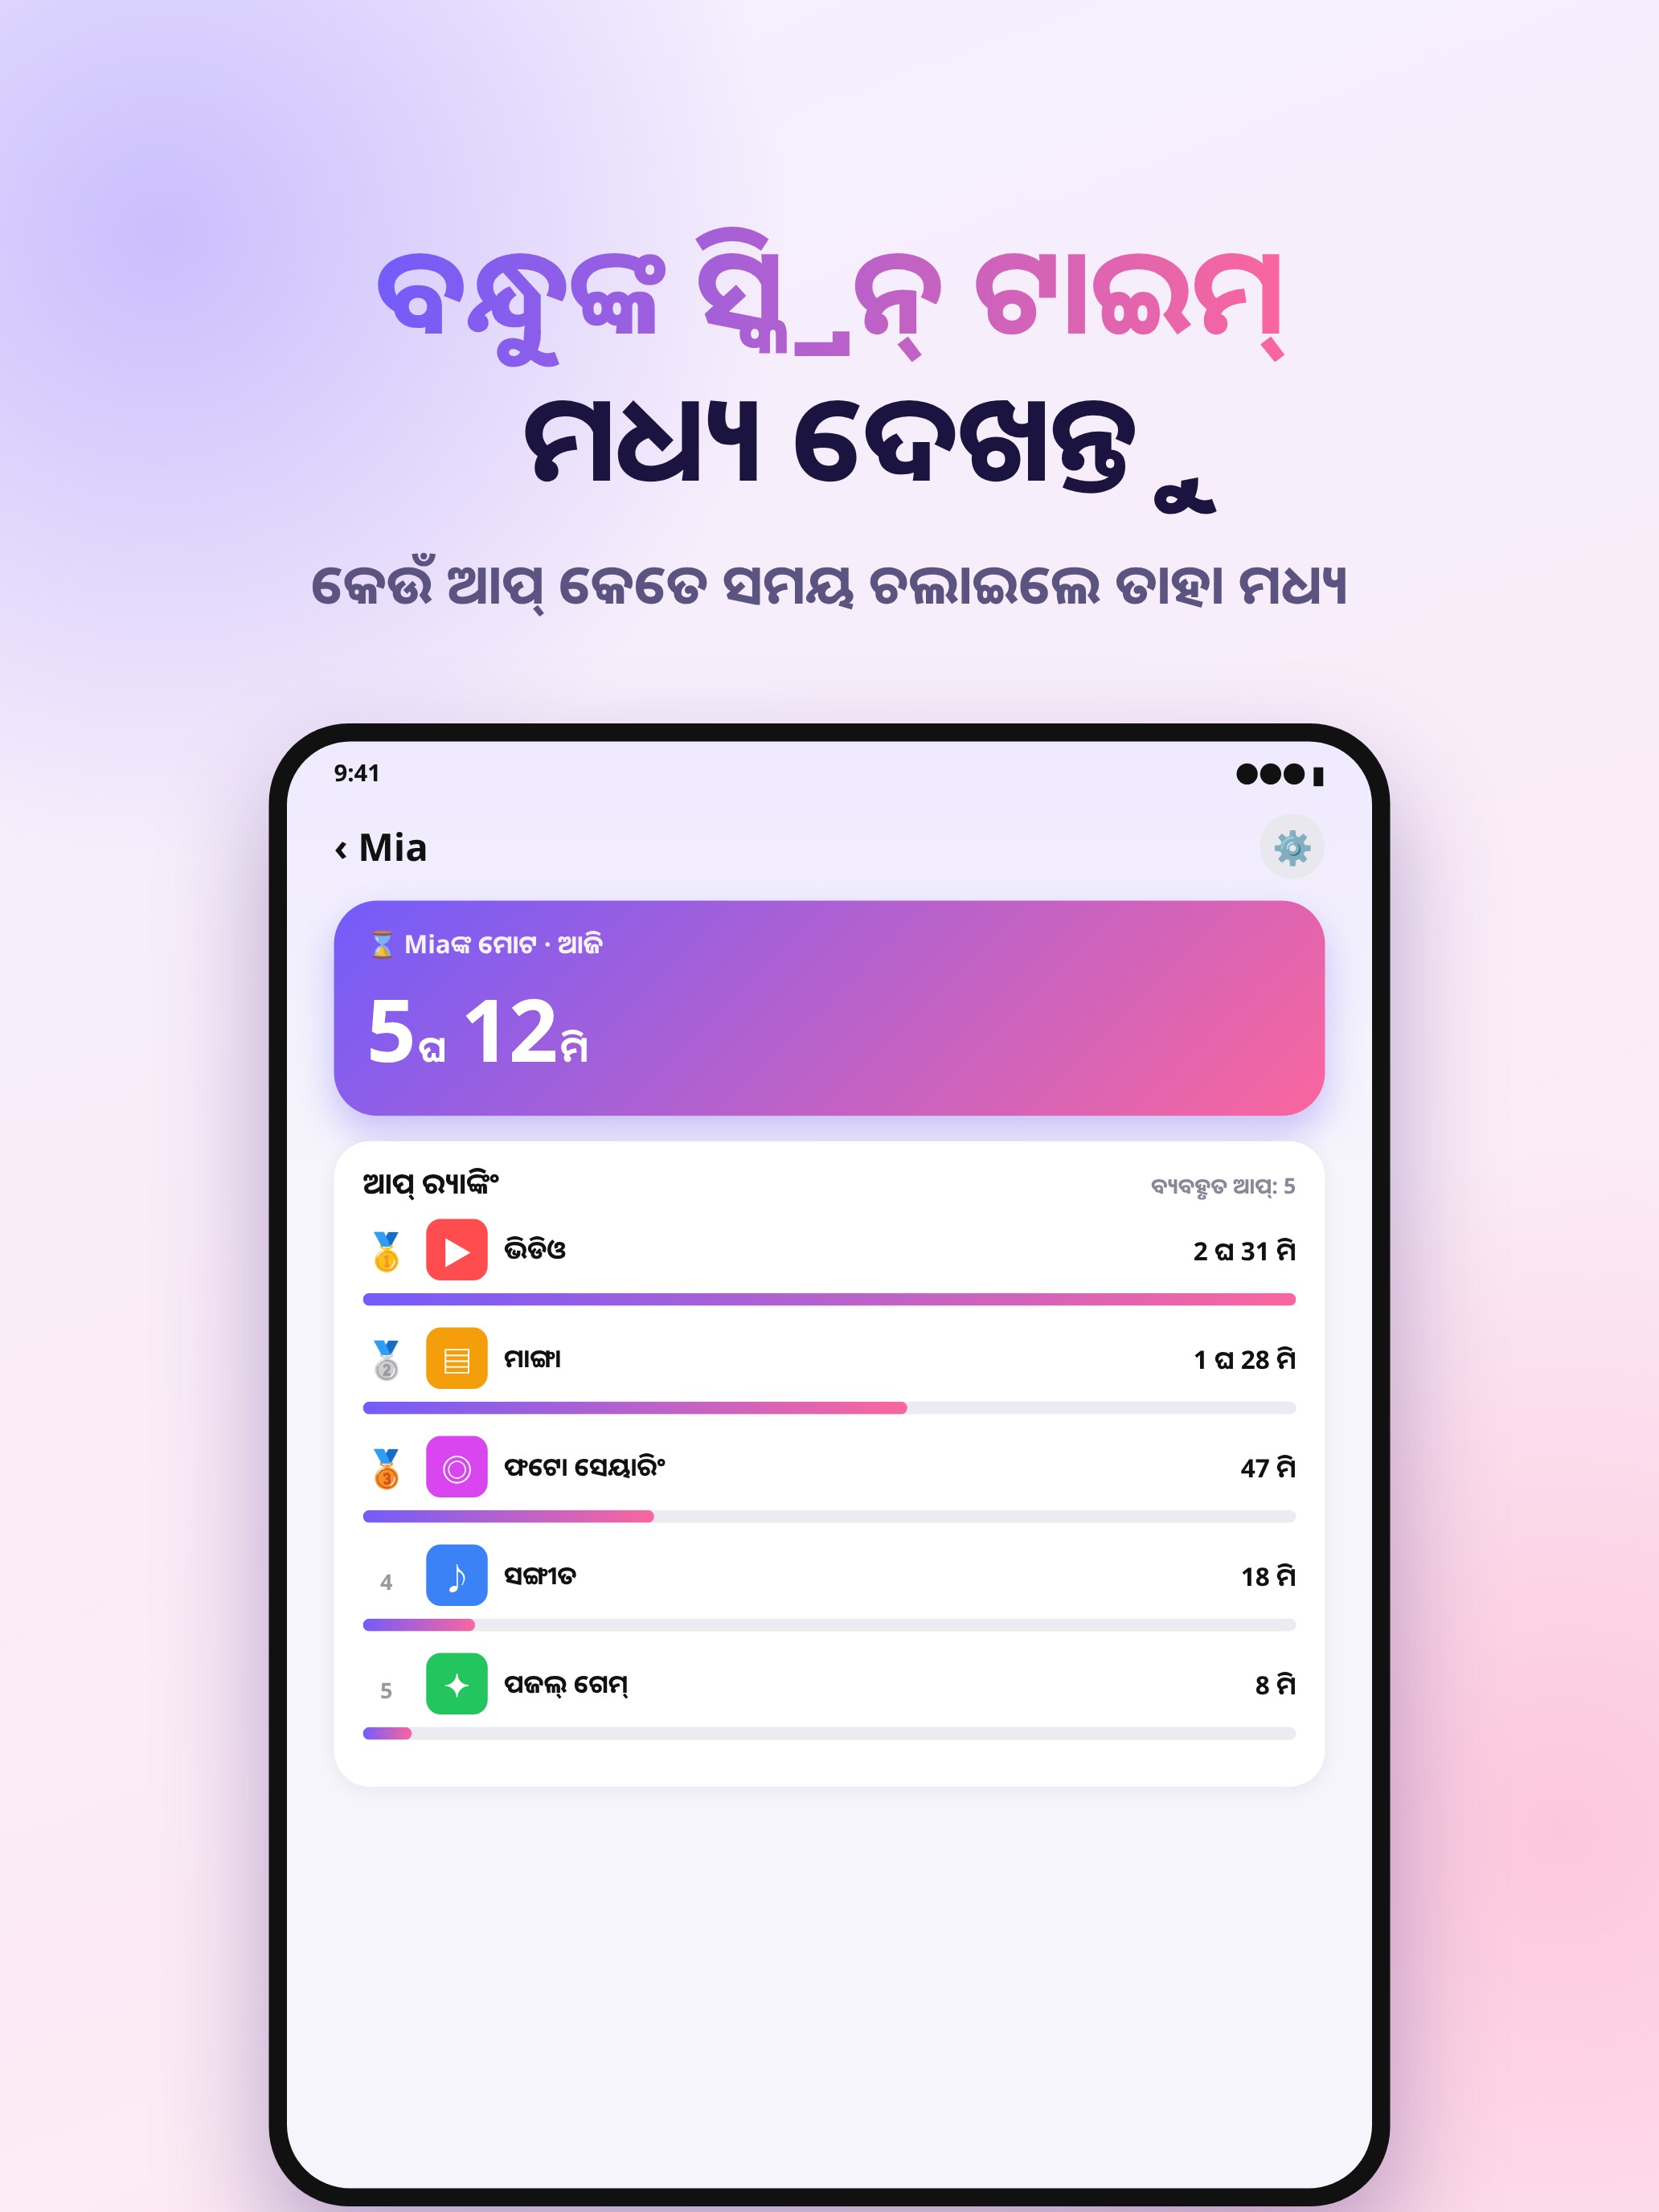 ବନ୍ଧୁଙ୍କ ସ୍କ୍ରିନ୍ ଟାଇମ୍
ମଧ୍ୟ ଦେଖନ୍ତୁ
କେଉଁ ଆପ୍ କେତେ ସମୟ ଚଲାଇଲେ ତାହା ମଧ୍ୟ
9:41
‹ Mia
⌛ Miaଙ୍କ ମୋଟ · ଆଜି
5ଘ 12ମି
ଆପ୍ ର‍୍ୟାଙ୍କିଂ
ବ୍ୟବହୃତ ଆପ୍: 5
🥇 ଭିଡିଓ 2 ଘ 31 ମି
🥈 ମାଙ୍ଗା 1 ଘ 28 ମି
🥉 ଫଟୋ ସେୟାରିଂ 47 ମି
4 ସଙ୍ଗୀତ 18 ମି
5 ପଜଲ୍ ଗେମ୍ 8 ମି